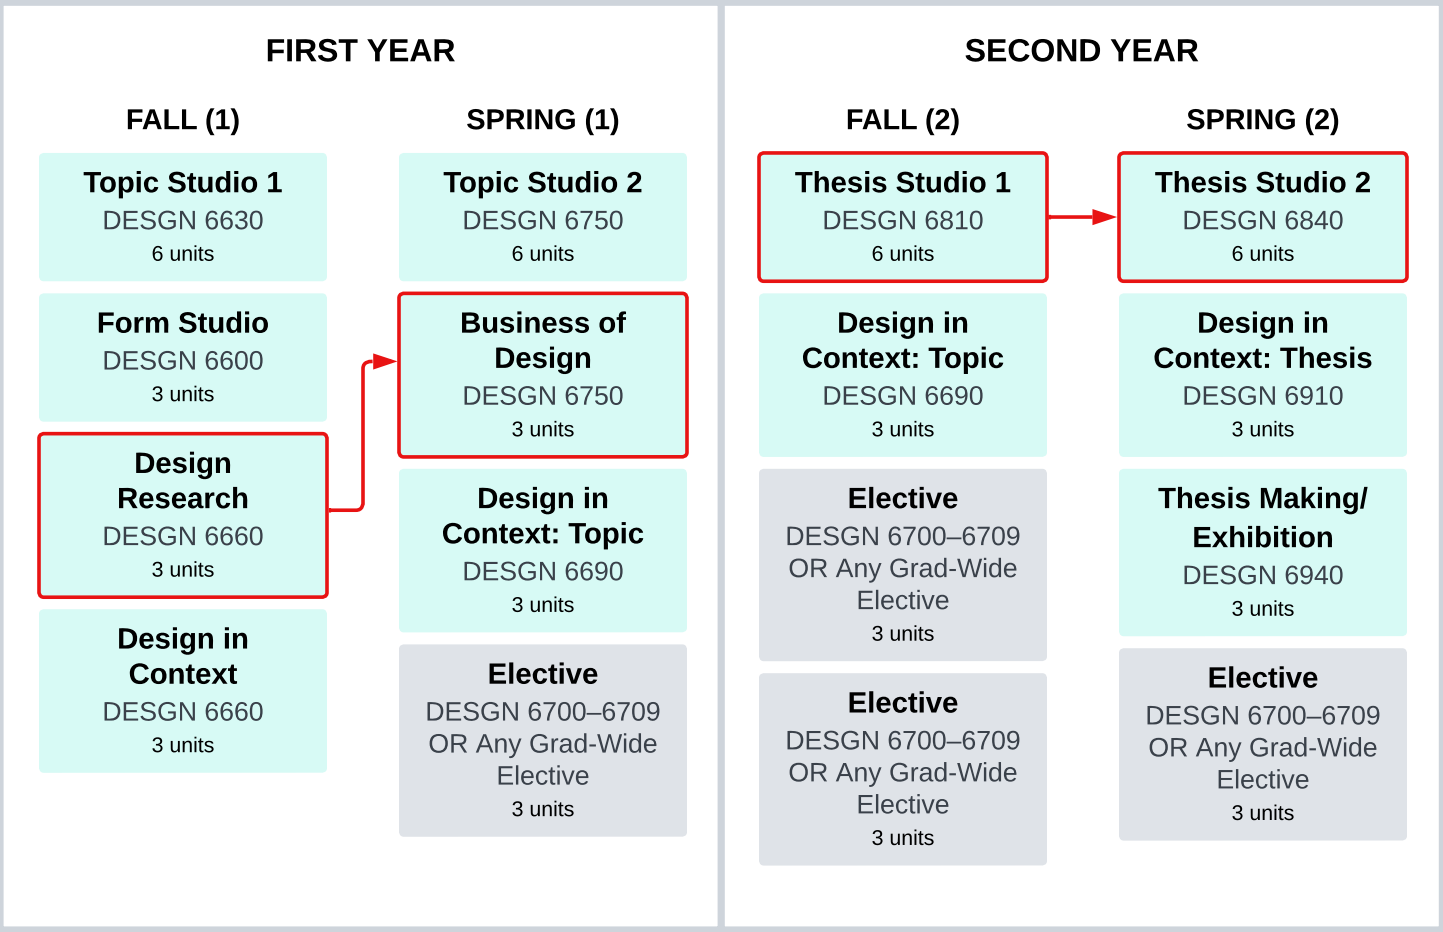 FIRST YEAR
FALL (1)
Topic Studio 1
DESGN 6630
6 units
Form Studio
DESGN 6600
3 units
Design
Research
DESGN 6660
3 units
Design in
Context
DESGN 6660
3 units
SPRING (1)
Topic Studio 2
DESGN 6750
6 units
Business of
Design
DESGN 6750
3 units
Design in
Context: Topic
DESGN 6690
3 units
Elective
DESGN 6700–6709
OR Any Grad-Wide
Elective
3 units
SECOND YEAR
FALL (2)
Thesis Studio 1
DESGN 6810
6 units
Design in
Context: Topic
DESGN 6690
3 units
Elective
DESGN 6700–6709
OR Any Grad-Wide
Elective
3 units
Elective
DESGN 6700–6709
OR Any Grad-Wide
Elective
3 units
SPRING (2)
Thesis Studio 2
DESGN 6840
6 units
Design in
Context: Thesis
DESGN 6910
3 units
Thesis Making/
Exhibition
DESGN 6940
3 units
Elective
DESGN 6700–6709
OR Any Grad-Wide
Elective
3 units